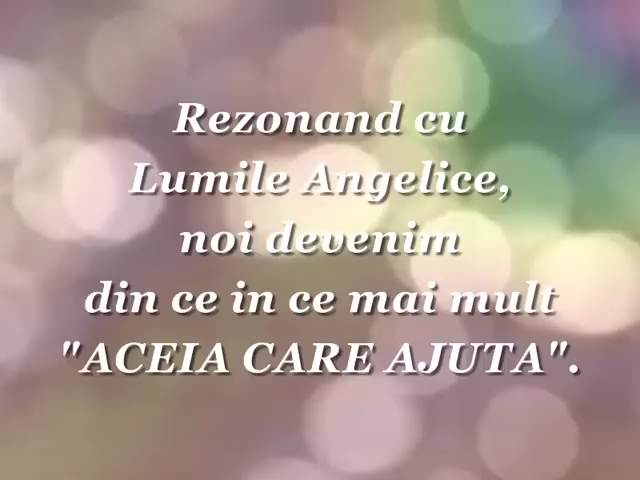 Rezonand cu
Lumile Angelice,
noi devenim
din ce in ce mai mult
"ACEIA CARE AJUTA".